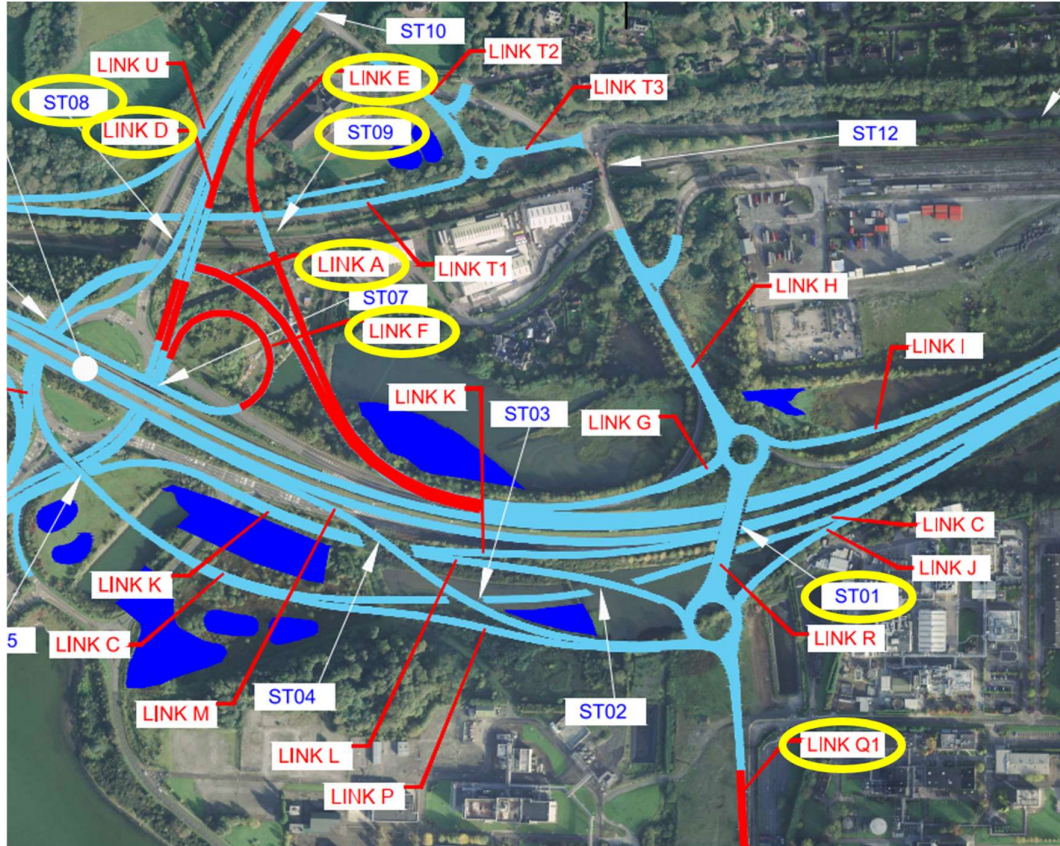 ST10
LINK T2
LINK U
LINK E
LINK T3
ST08
LINK D
ST09
ST12
LINK A
LINK T1
ST07
LINK H
LINK F
LINK I
LINK K
ST03
LINK G
LINK C
LINK K
LINK J
ST01
5
LINK C
LINK R
ST04
LINK M
ST02
LINK L
LINK Q1
LINK P